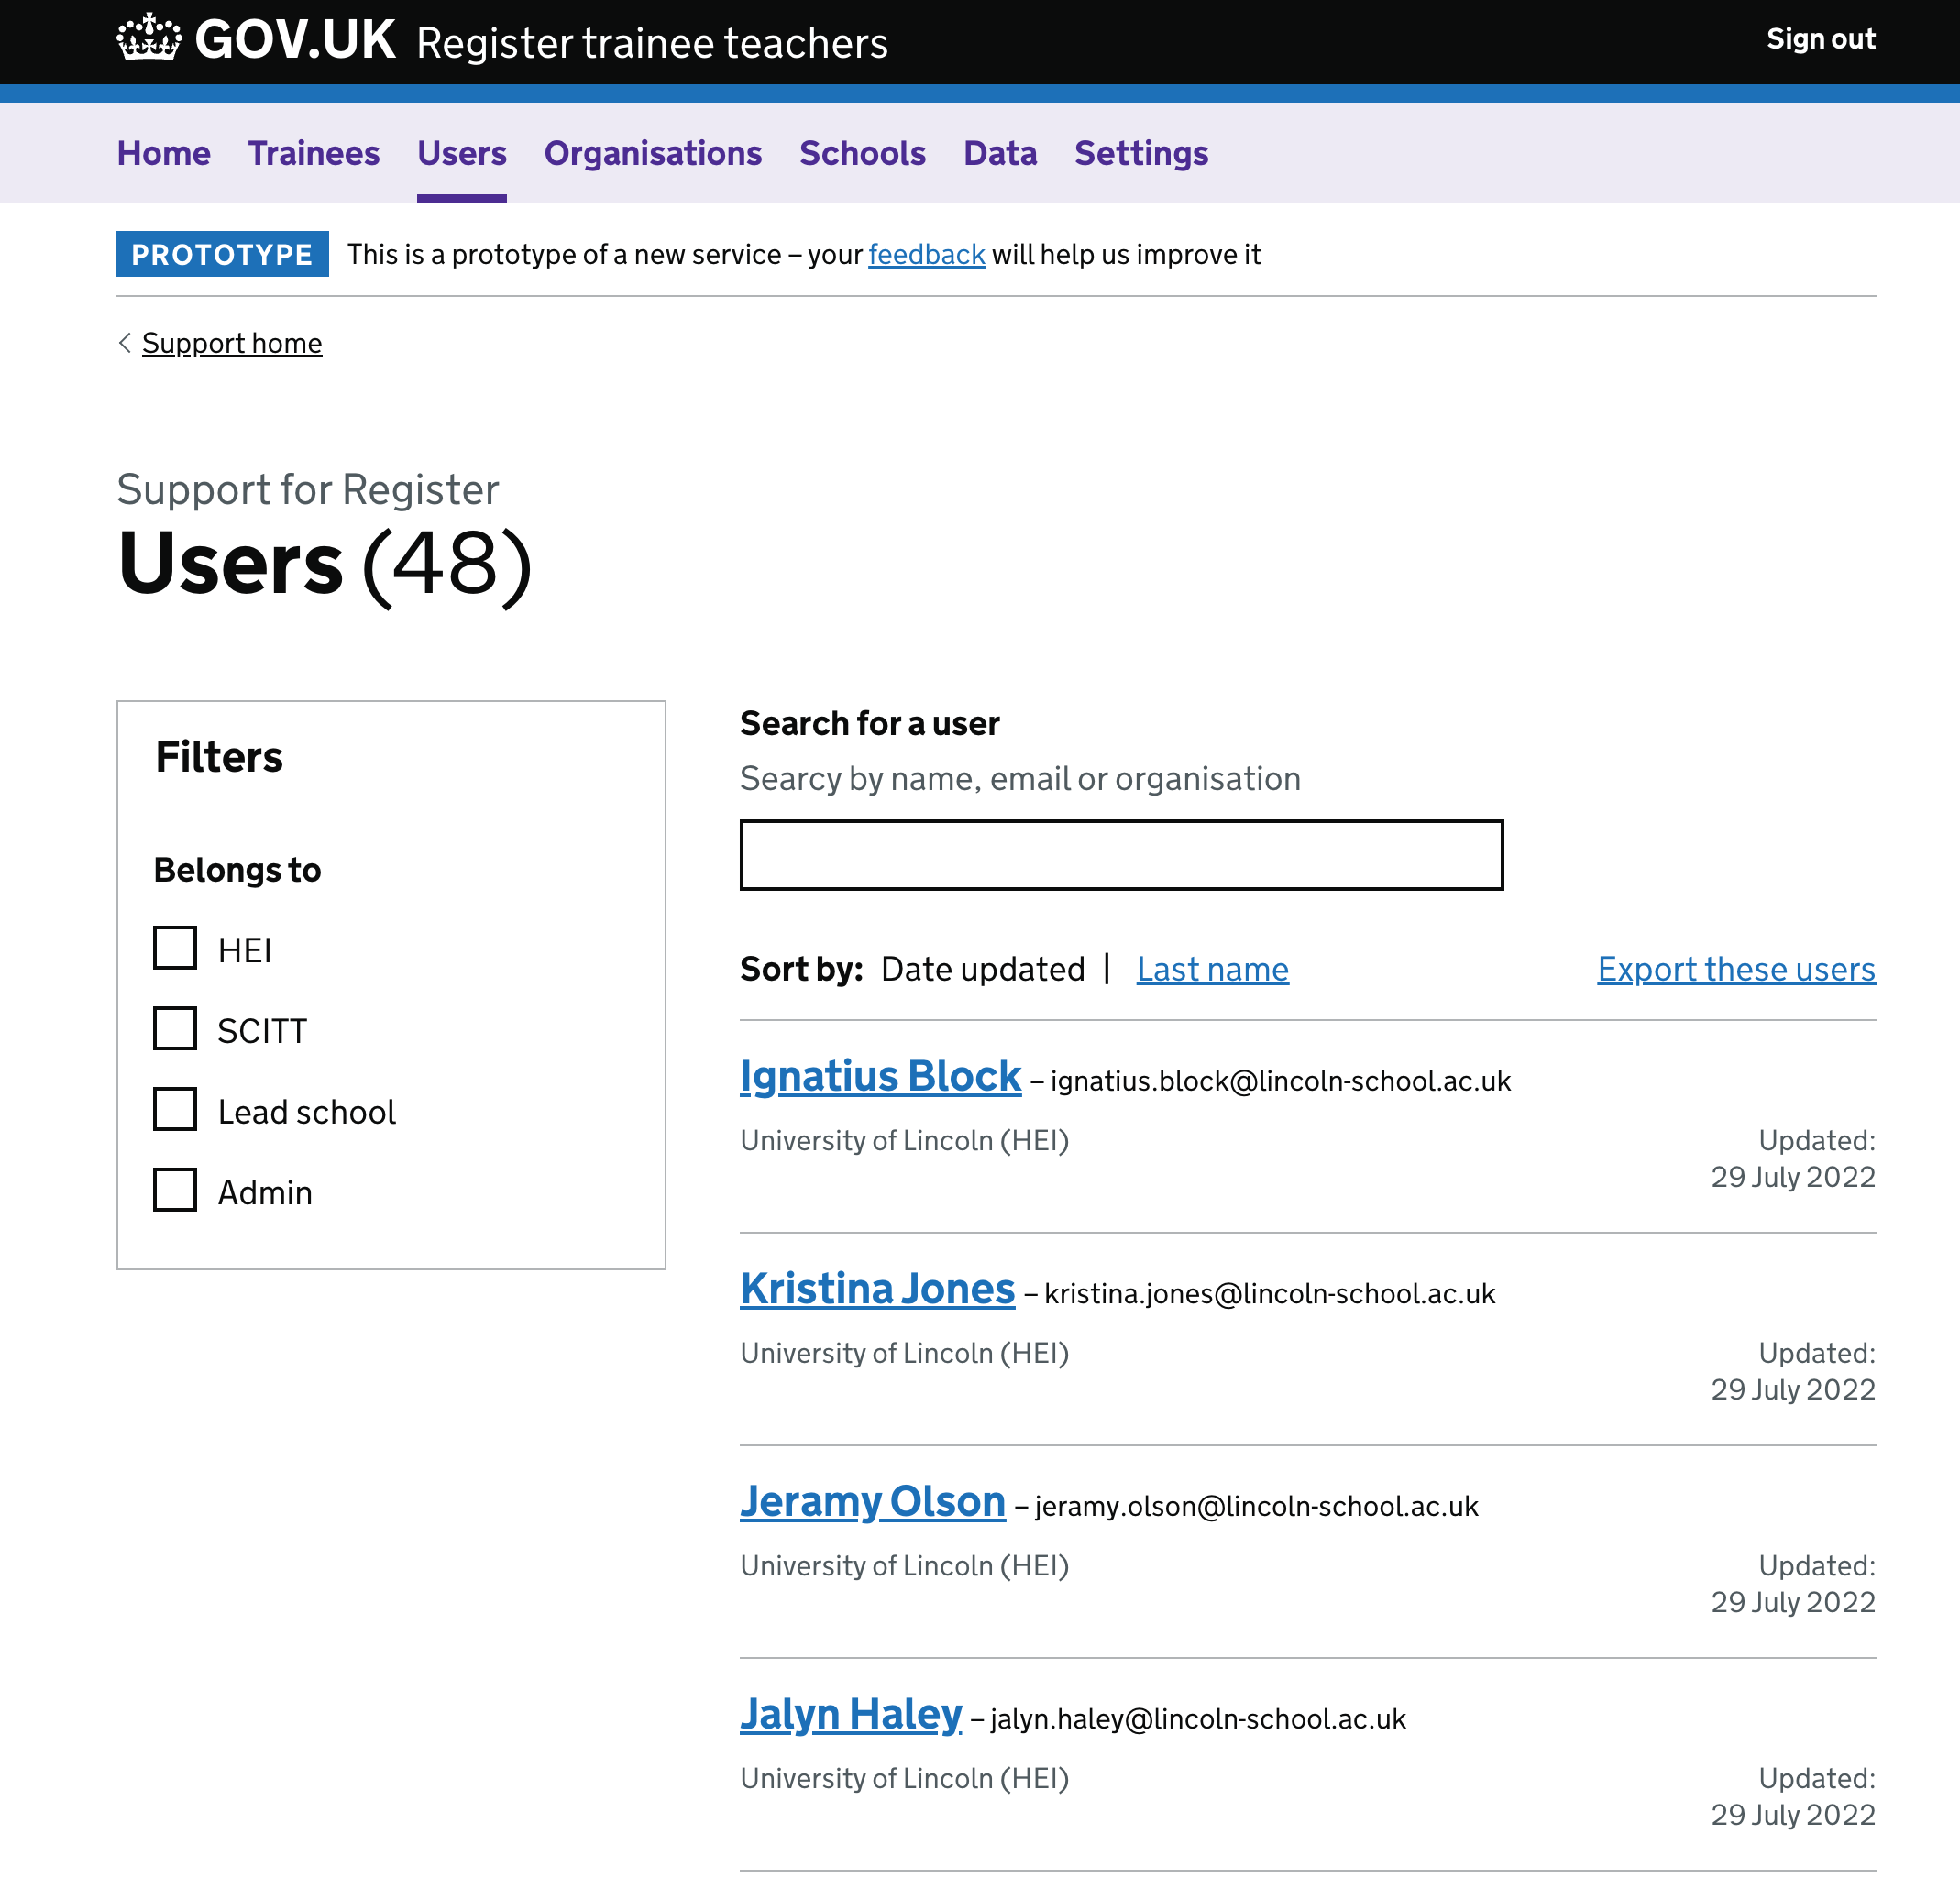 GOV.UK Register trainee teachers Sign out
Home Trainees Users Organisations Schools Data Settings
PROTOTYPE This is a prototype of a new service – your feedback will help us improve it
Support home
Support for Register
Users (48)
Filters
Belongs to
HEI
SCITT
Lead school
Admin
Search for a user
Searcy by name, email or organisation
Sort by: Date updated | Last name Export these users
Ignatius Block – ignatius.block@lincoln-school.ac.uk
University of Lincoln (HEI) Updated:
29 July 2022
Kristina Jones – kristina.jones@lincoln-school.ac.uk
University of Lincoln (HEI) Updated:
29 July 2022
Jeramy Olson – jeramy.olson@lincoln-school.ac.uk
University of Lincoln (HEI) Updated:
29 July 2022
Jalyn Haley – jalyn.haley@lincoln-school.ac.uk
University of Lincoln (HEI) Updated:
29 July 2022